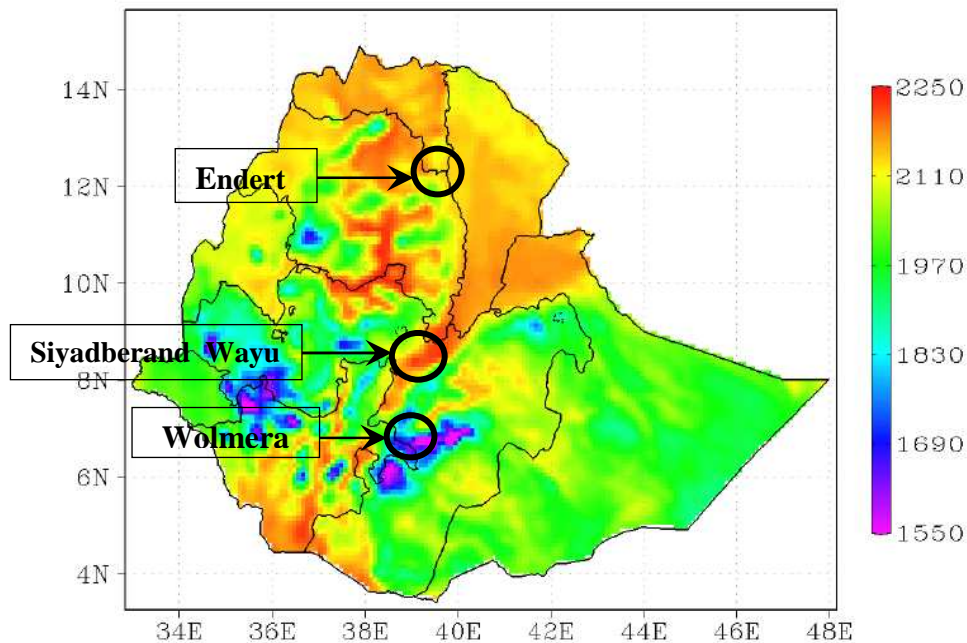 14N
12N
10N
8N
6N
4N
34E
36E
38E
40E
42E
44E
46E
48E
Endert
Siyadberand Wayu
Wolmera
2250
2110
1970
1830
1690
1550